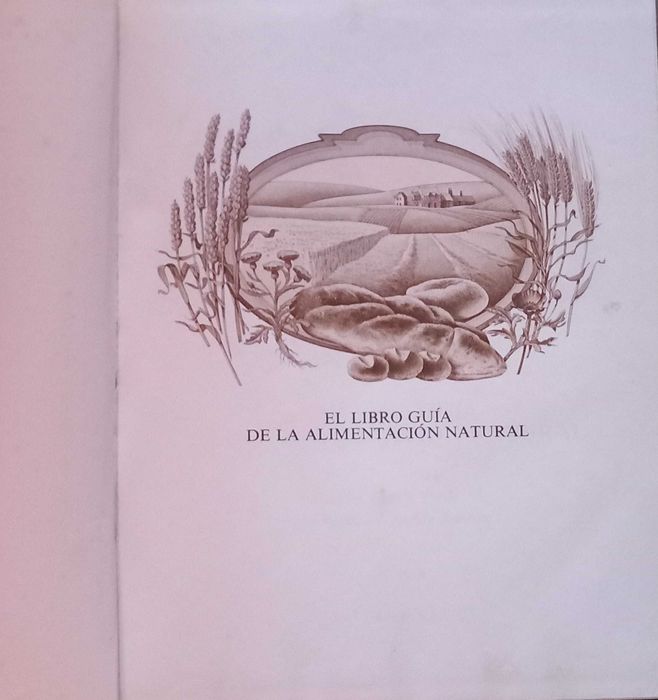 EL LIBRO GUÍA
DE LA ALIMENTACIÓN NATURAL